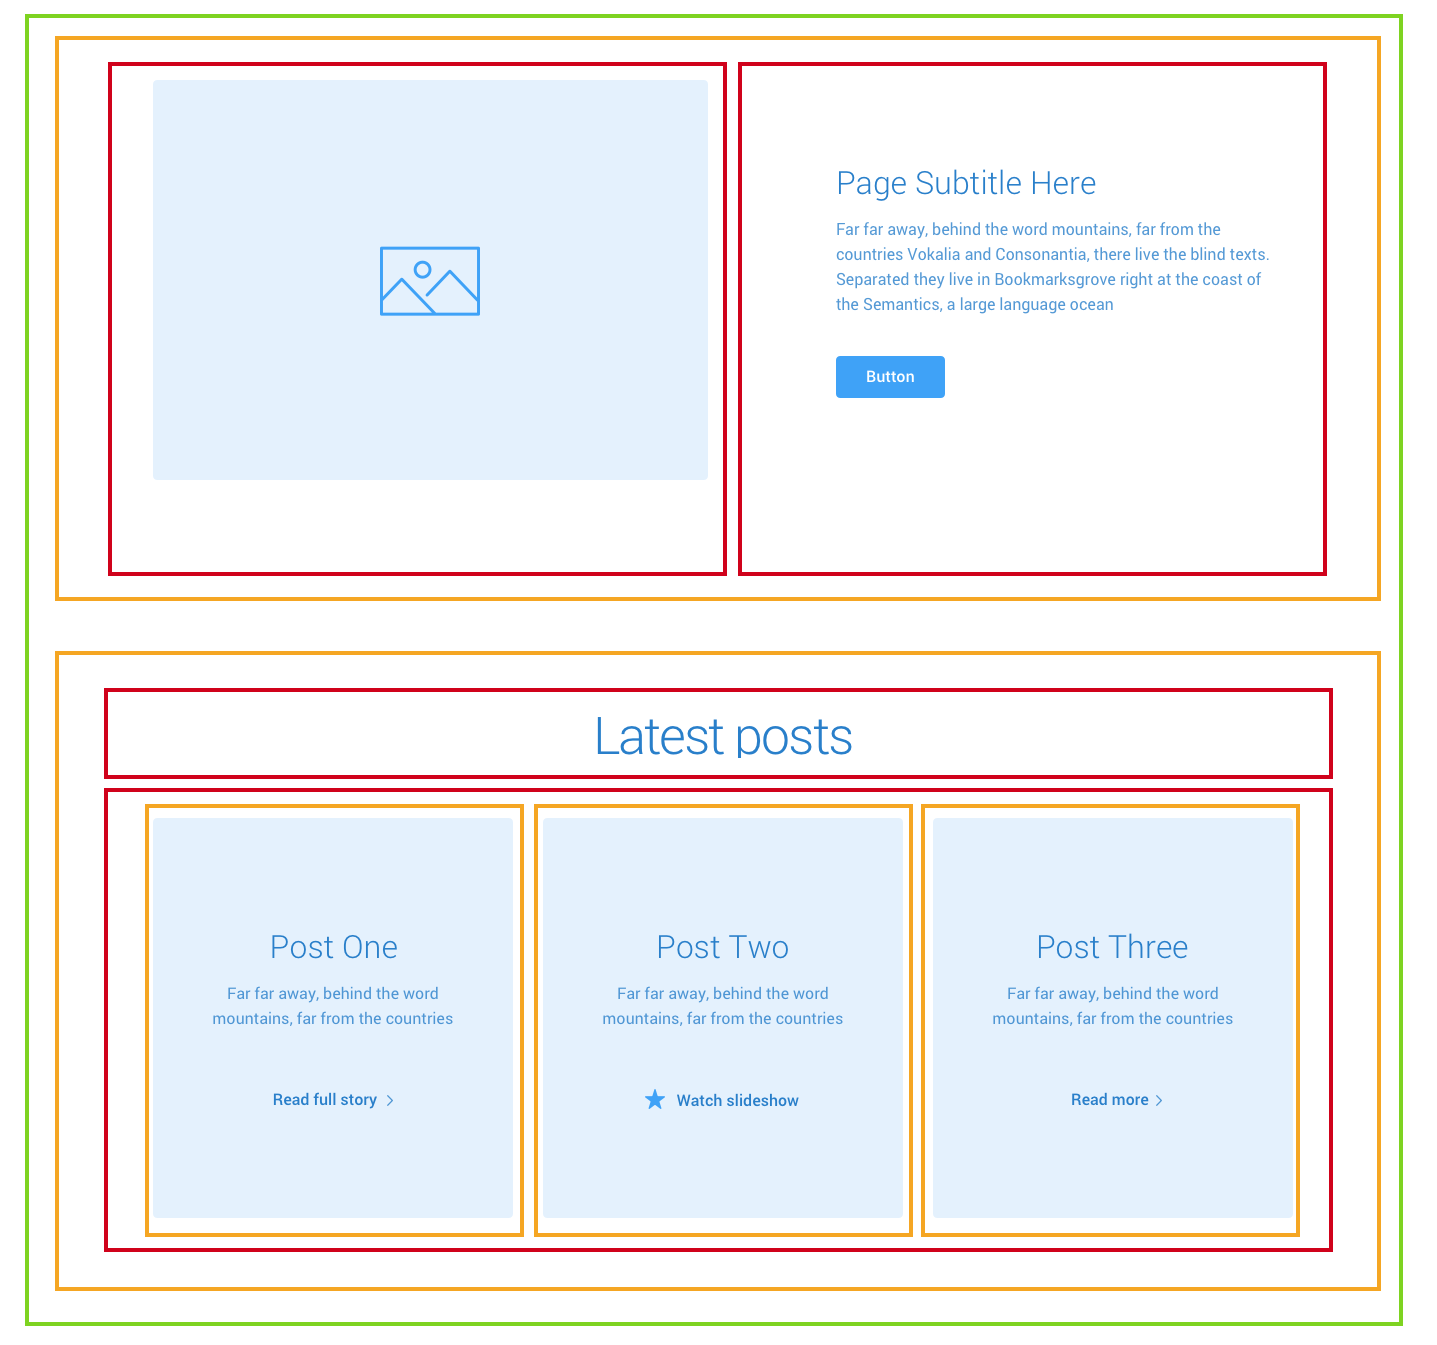 Page Subtitle Here
Far far away, behind the word mountains, far from the
countries Vokalia and Consonantia, there live the blind texts.
Separated they live in Bookmarksgrove right at the coast of
the Semantics, a large language ocean
Button
Latest posts
Post One
Far far away, behind the word
mountains, far from the countries
Read full story
Post Two
Far far away, behind the word
mountains, far from the countries
Watch slideshow
Post Three
Far far away, behind the word
mountains, far from the countries
Read more